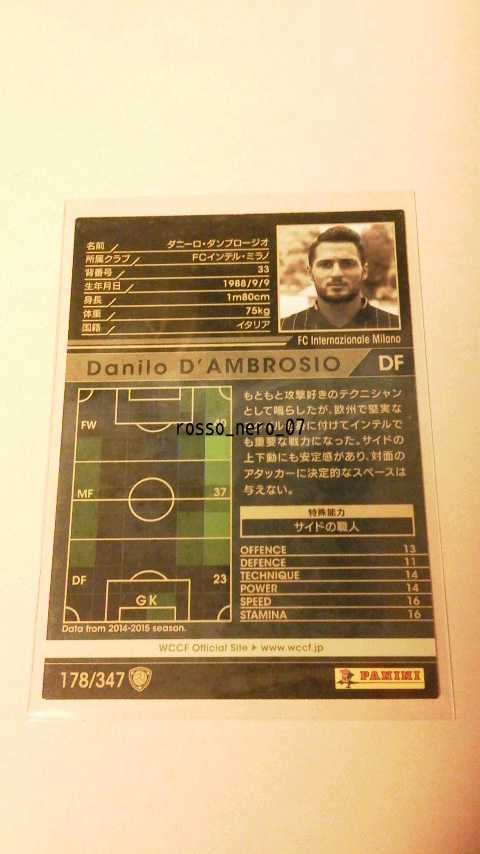 名前 ダニーロ・ダンブロージオ
所属クラブ FCインテル・ミラノ
背番号 33
生年月日 1988/9/9
身長 1m80cm
体重 75kg
国籍 イタリア
FC Internazionale Milano
Danilo D'AMBROSIO DF
FW
MF 37
DF 23
GK
Data from 2014-2015 season.
もともと攻撃好きのテクニシャン
として鳴らしたが、欧州で堅実な
に付けてインテルで
も重要な戦力になった。サイドの
上下動にも安定感があり、対面の
アタッカーに決定的なスペースは
与えない。
rosso_nero_07
特殊能力
サイドの職人
OFFENCE 13
DEFENCE 11
TECHNIQUE 14
POWER 14
SPEED 16
STAMINA 16
WCCF Official Site www.wccf.jp
178/347
PANINI